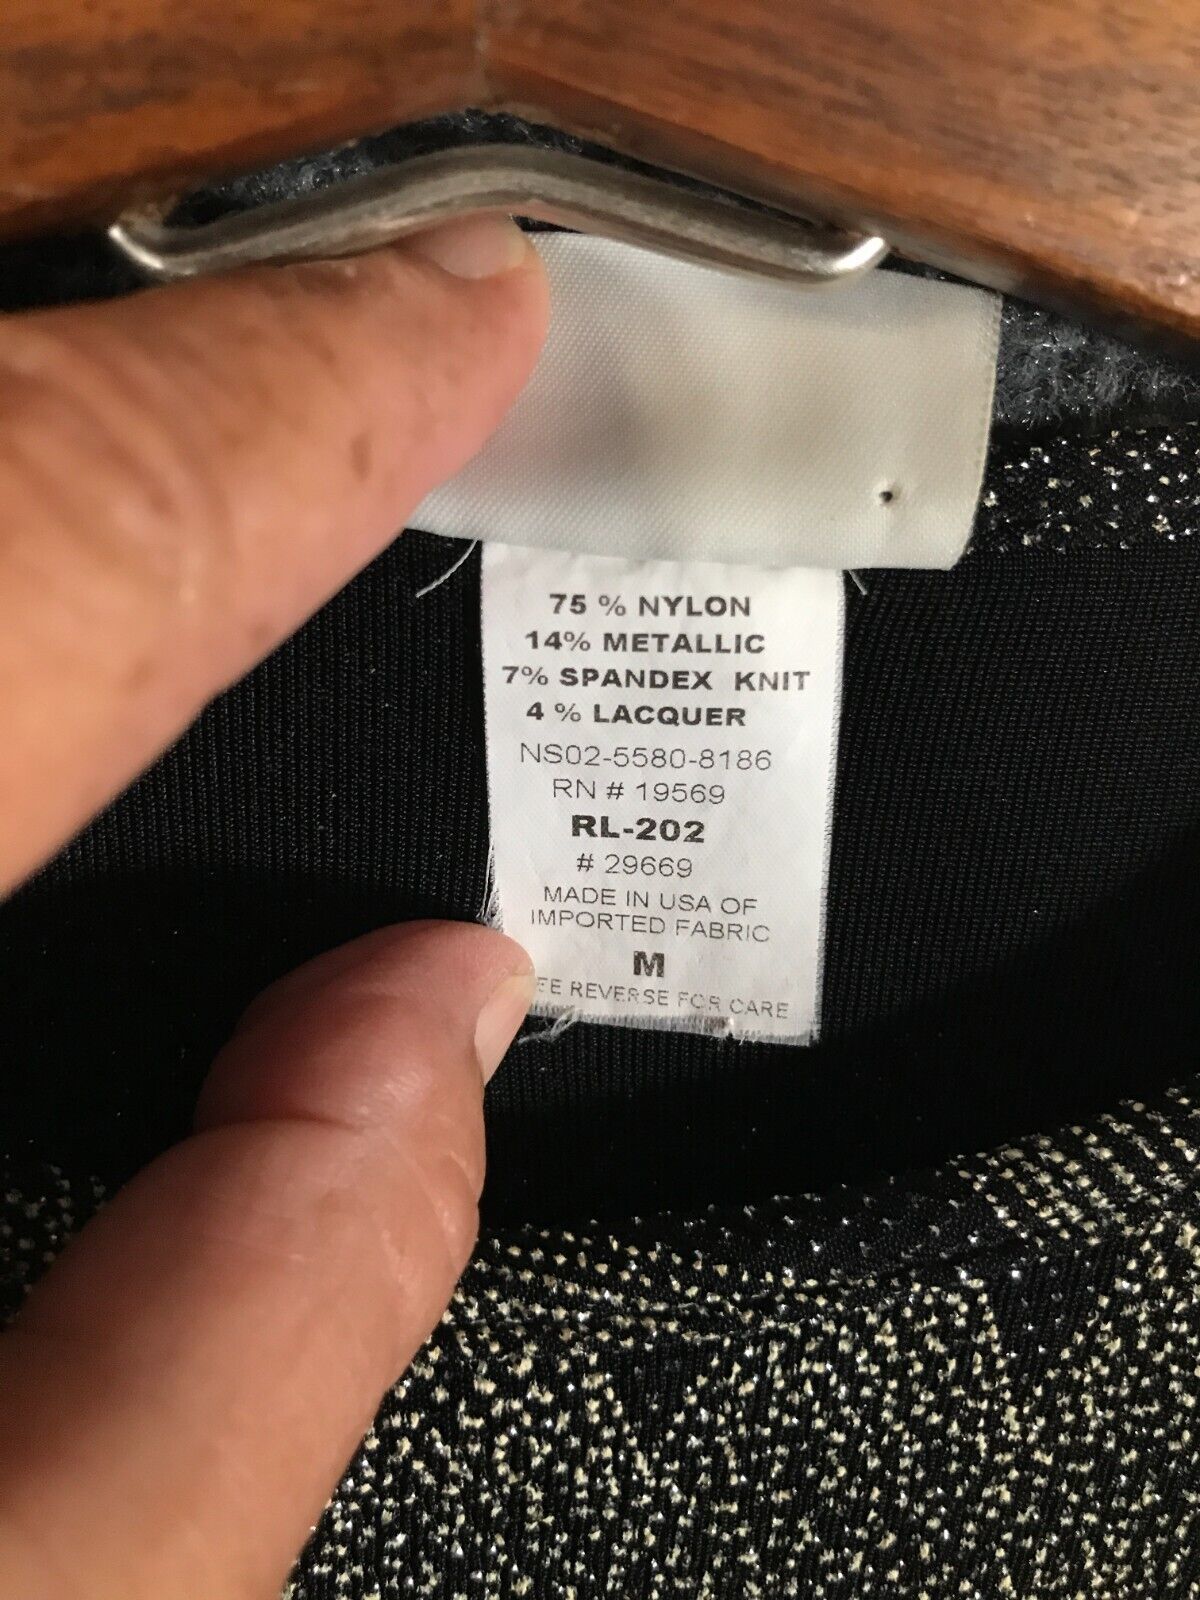 75 % NYLON
14% METALLIC
7% SPANDEX KNIT
4 % LACQUER
NS02-5580-8186
RN # 19569
RL-202
# 29669
MADE IN USA OF
IMPORTED FABRIC
M
EE REVERSE FOR CARE